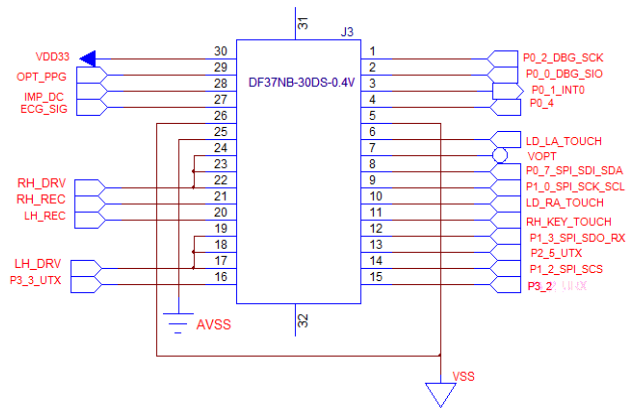 31
J3
DF37NB-30DS-0.4V
VDD33
30
OPT_PPG
29
IMP_DC
28
ECG_SIG
27
26
25
24
23
RH_DRV
22
RH_REC
21
LH_REC
20
19
18
LH_DRV
17
P3_3_UTX
16
1
P0_2_DBG_SCK
2
P0_0_DBG_SIO
3
P0_1_INT0
4
P0_4
5
6
LD_LA_TOUCH
7
VOPT
8
P0_7_SPI_SDI_SDA
9
P1_0_SPI_SCK_SCL
10
LD_RA_TOUCH
11
RH_KEY_TOUCH
12
P1_3_SPI_SDO_RX
13
P2_5_UTX
14
P1_2_SPI_SCS
15
P3_2
32
AVSS
VSS